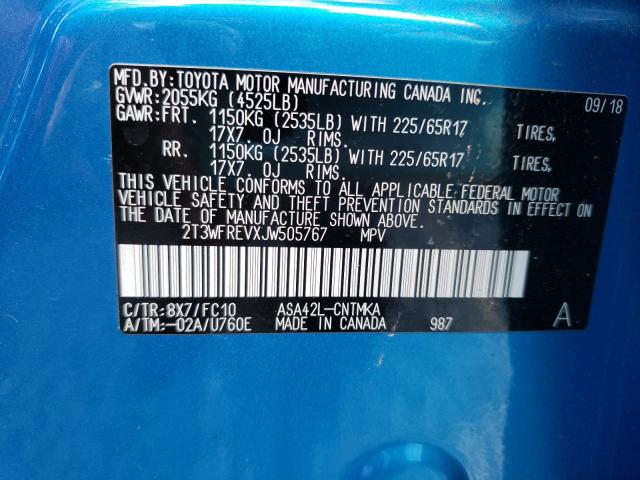 MFD.BY:TOYOTA MOTOR MANUFACTURING CANADA INC.
GVWR:2055KG (4525LB) 09/18
GAWR:FRT. 1150KG (2535LB) WITH 225/65R17 TIRES,
17X7. 0J RIMS.
RR. 1150KG (2535LB) WITH 225/65R17 TIRES,
17X7. 0J RIMS.
THIS VEHICLE CONFORMS TO ALL APPLICABLE FEDERAL MOTOR
VEHICLE SAFETY AND THEFT PREVENTION STANDARDS IN EFFECT ON
THE DATE OF MANUFACTURE SHOWN ABOVE.
2T3WFREVXJW505767 MPV
C/TR:8X7/FC10 ASA42L-CNTMKA A
A/TM:-02A/U760E MADE IN CANADA 987